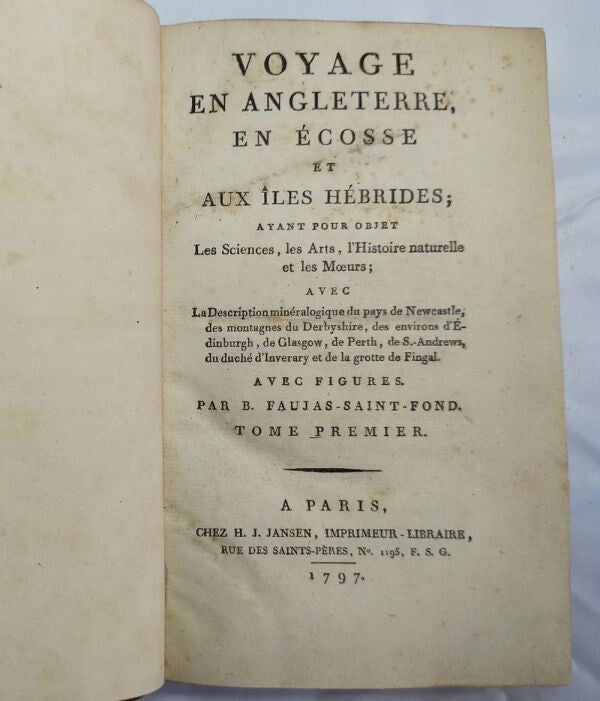 VOYAGE
EN ANGLETERRE,
EN ÉCOSSE
ET
AUX ÎLES HÉBRIDES;
AYANT POUR OBJET
Les Sciences, les Arts, l'Histoire naturelle
et les Mœurs;
AVEC
La Description minéralogique du pays de Newcastle,
des montagnes du Derbyshire, des environs d'É-
dinburgh, de Glasgow, de Perth, de S.-Andrews,
du duché d'Inverary et de la grotte de Fingal.
AVEC FIGURES.
PAR B. FAUJAS-SAINT-FOND.
TOME PREMIER.
A PARIS,
CHEZ H. J. JANSEN, IMPRIMEUR-LIBRAIRE,
RUE DES SAINTS-PÈRES, No. 1195, F. S. G.
1797.